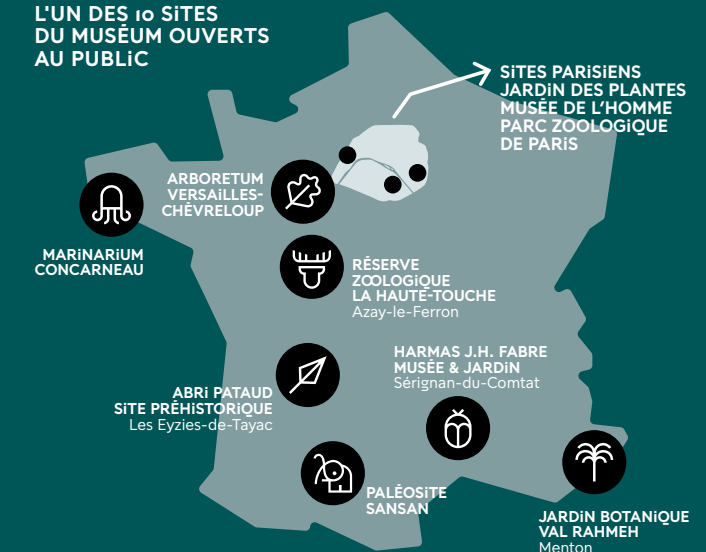 L'UN DES 10 SiTES
DU MUSÉUM OUVERTS
AU PUBLiC
SiTES PARiSiENS
JARDiN DES PLANTES
MUSÉE DE L'HOMME
PARC ZOOLOGiQUE
DE PARiS
ARBORETUM
VERSAiLLES-
CHÈVRELOUP
MARiNARiUM
CONCARNEAU
RÉSERVE
ZOOLOGiQUE
LA HAUTE-TOUCHE
Azay-le-Ferron
HARMAS J.H. FABRE
MUSÉE & JARDiN
Sérignan-du-Comtat
ABRi PATAUD
SiTE PRÉHiSTORiQUE
Les Eyzies-de-Tayac
PALÉOSiTE
SANSAN
JARDiN BOTANiQUE
VAL RAHMEH
Menton